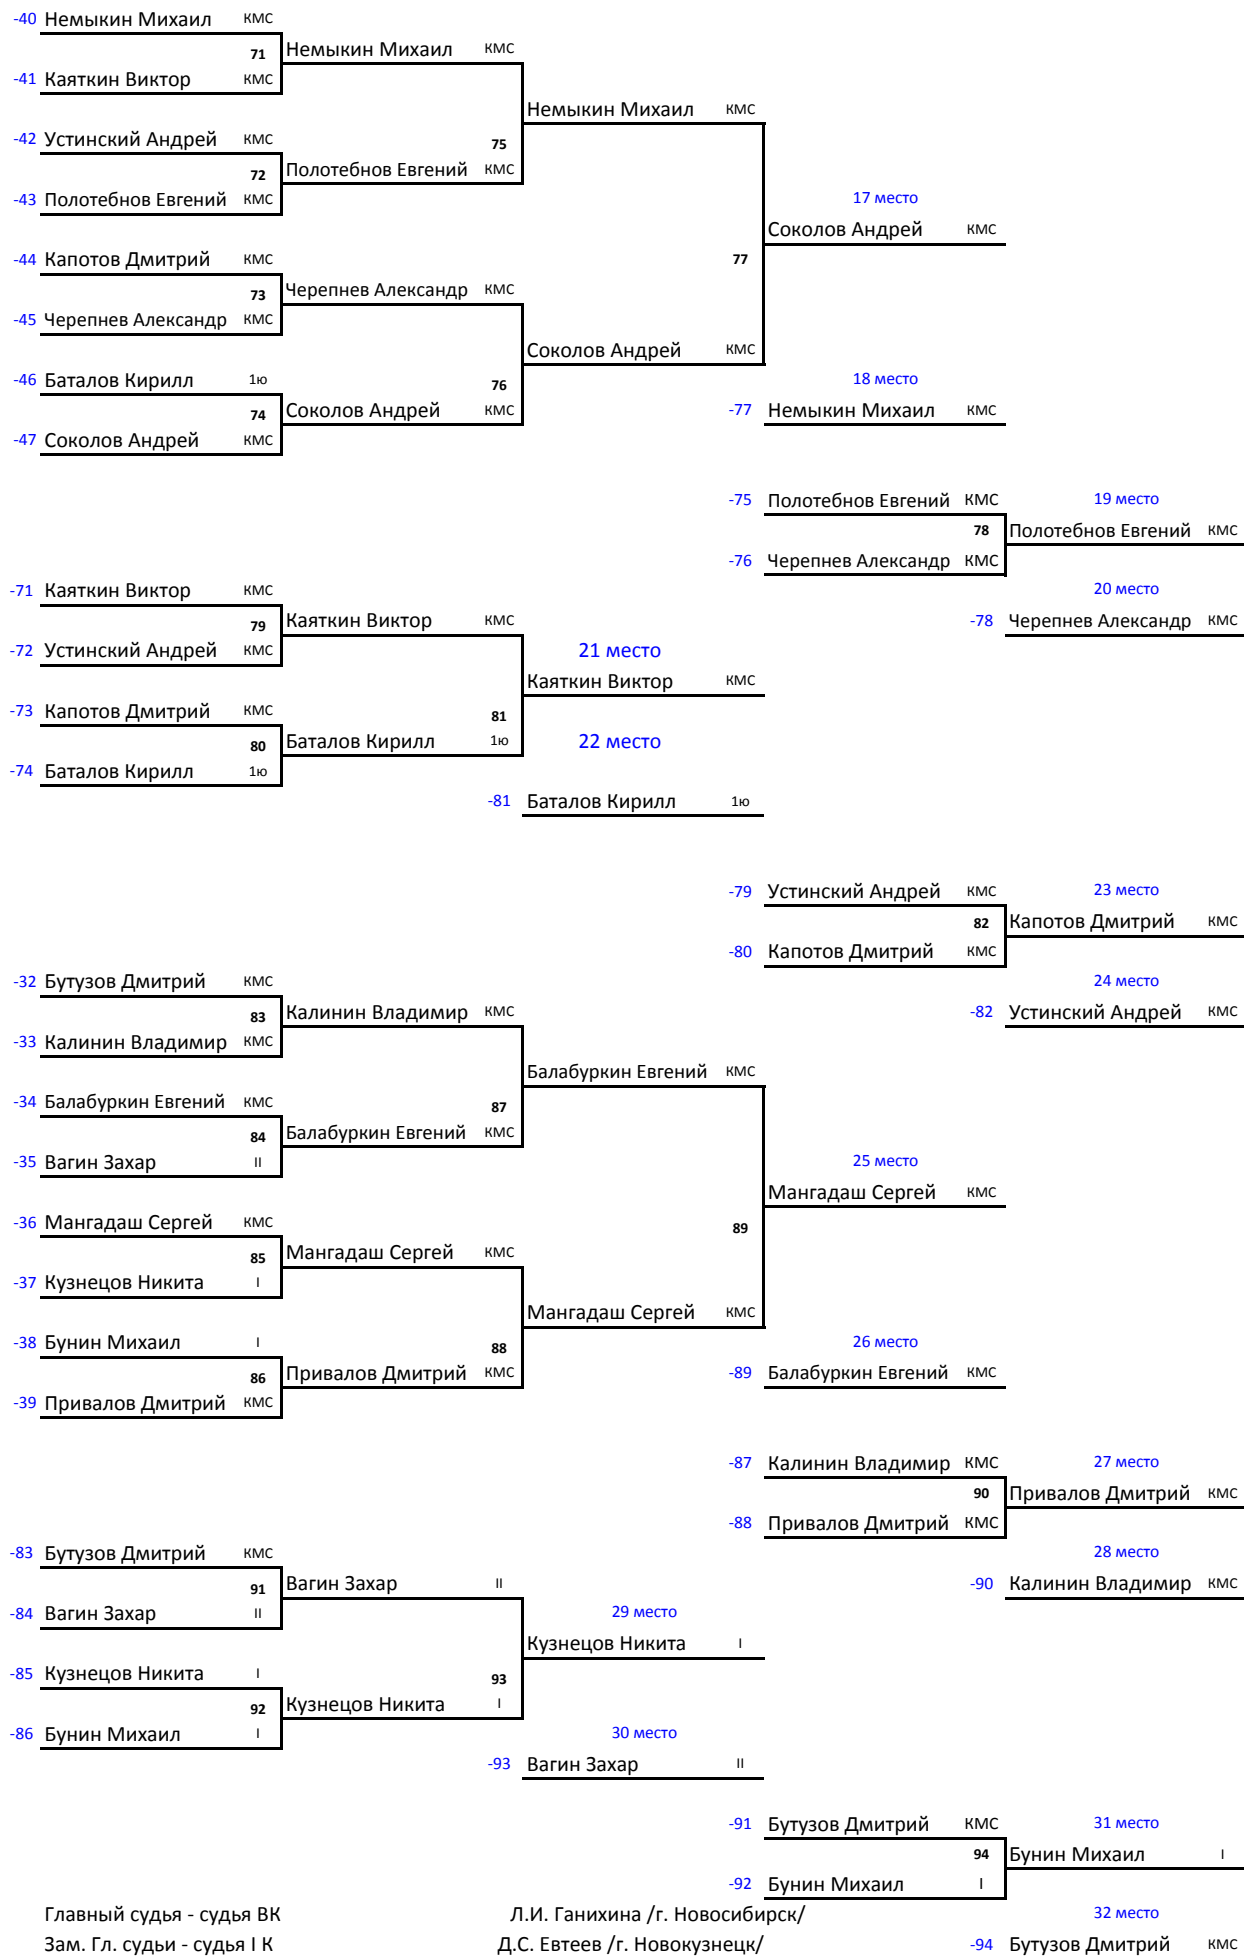 -40 Немыкин Михаил КМС
71 Немыкин Михаил КМС
-41 Каяткин Виктор КМС
Немыкин Михаил КМС
-42 Устинский Андрей КМС 75
72 Полотебнов Евгений КМС
-43 Полотебнов Евгений КМС 17 место
Соколов Андрей КМС
-44 Капотов Дмитрий КМС 77
73 Черепнев Александр КМС
-45 Черепнев Александр КМС
Соколов Андрей КМС
-46 Баталов Кирилл 1ю 76 18 место
74 Соколов Андрей КМС -77 Немыкин Михаил КМС
-47 Соколов Андрей КМС
-75 Полотебнов Евгений КМС 19 место
78 Полотебнов Евгений КМС
-76 Черепнев Александр КМС
-71 Каяткин Виктор КМС 20 место
79 Каяткин Виктор КМС -78 Черепнев Александр КМС
-72 Устинский Андрей КМС 21 место
Каяткин Виктор КМС
-73 Капотов Дмитрий КМС 81
80 Баталов Кирилл 1ю 22 место
-74 Баталов Кирилл 1ю
-81 Баталов Кирилл 1ю
-79 Устинский Андрей КМС 23 место
82 Капотов Дмитрий КМС
-80 Капотов Дмитрий КМС
-32 Бутузов Дмитрий КМС 24 место
83 Калинин Владимир КМС -82 Устинский Андрей КМС
-33 Калинин Владимир КМС
Балабуркин Евгений КМС
-34 Балабуркин Евгений КМС 87
84 Балабуркин Евгений КМС
-35 Вагин Захар II 25 место
Мангадаш Сергей КМС
-36 Мангадаш Сергей КМС 89
85 Мангадаш Сергей КМС
-37 Кузнецов Никита I
Мангадаш Сергей КМС
-38 Бунин Михаил I 88 26 место
86 Привалов Дмитрий КМС -89 Балабуркин Евгений КМС
-39 Привалов Дмитрий КМС
-87 Калинин Владимир КМС 27 место
90 Привалов Дмитрий КМС
-88 Привалов Дмитрий КМС
-83 Бутузов Дмитрий КМС 28 место
91 Вагин Захар II -90 Калинин Владимир КМС
-84 Вагин Захар II 29 место
Кузнецов Никита I
-85 Кузнецов Никита I 93
92 Кузнецов Никита I
-86 Бунин Михаил I 30 место
-93 Вагин Захар II
-91 Бутузов Дмитрий КМС 31 место
94 Бунин Михаил I
-92 Бунин Михаил I
Главный судья - судья ВК Л.И. Ганихина /г. Новосибирск/ 32 место
Зам. Гл. судьи - судья I К Д.С. Евтеев /г. Новокузнецк/ -94 Бутузов Дмитрий КМС